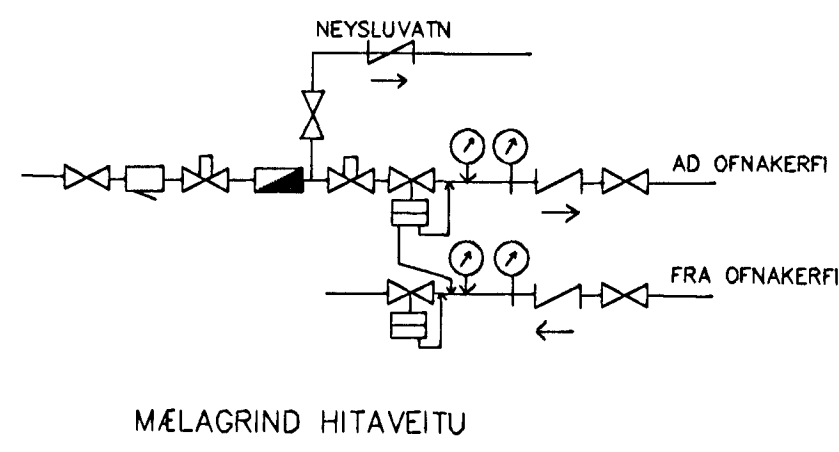 NEYSLUVATN
AD OFNAKERFI
FRA OFNAKERFI
MÆLAGRIND HITAVEITU